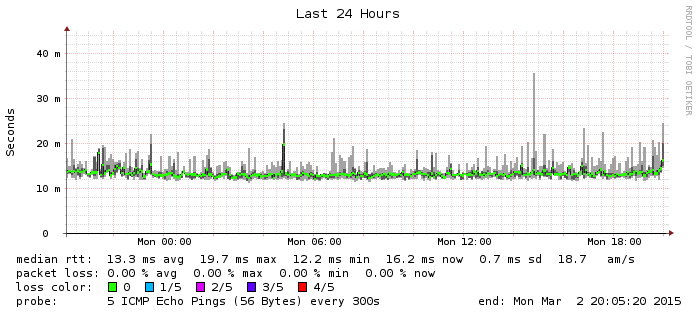 Last 24 Hours
RRDTOOL / TOBI OETIKER
Seconds
40 m
30 m
20 m
10 m
0
Mon 00:00 Mon 06:00 Mon 12:00 Mon 18:00
median rtt: 13.3 ms avg 19.7 ms max 12.2 ms min 16.2 ms now 0.7 ms sd 18.7 am/s
packet loss: 0.00 % avg 0.00 % max 0.00 % min 0.00 % now
loss color: 0 1/5 2/5 3/5 4/5
probe: 5 ICMP Echo Pings (56 Bytes) every 300s end: Mon Mar 2 20:05:20 2015